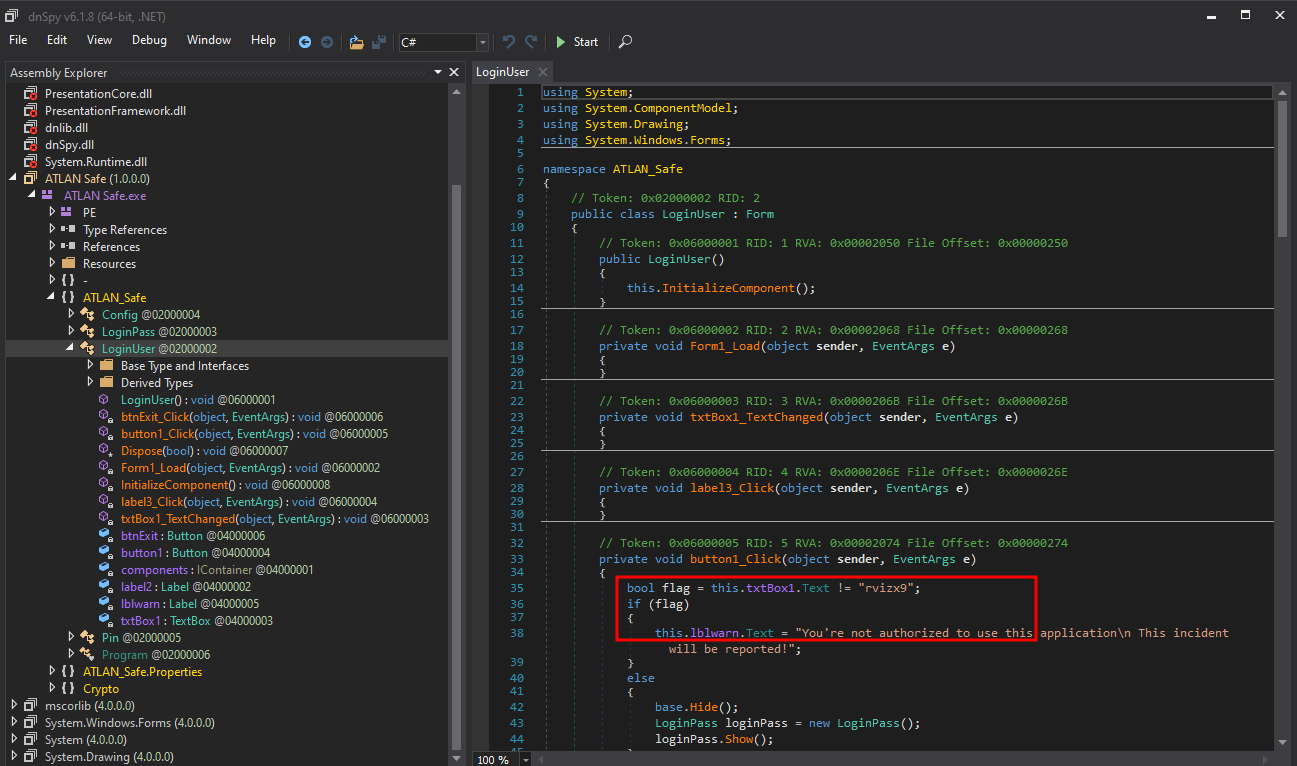 dnSpy v6.1.8 (64-bit, .NET)
File Edit View Debug Window Help C# Start
Assembly Explorer
PresentationCore.dll
PresentationFramework.dll
dnlib.dll
dnSpy.dll
System.Runtime.dll
ATLAN Safe (1.0.0.0)
ATLAN Safe.exe
PE
Type References
References
Resources
{ } -
{ } ATLAN_Safe
Config @02000004
LoginPass @02000003
LoginUser @02000002
Base Type and Interfaces
Derived Types
LoginUser() : void @06000001
btnExit_Click(object, EventArgs) : void @06000006
button1_Click(object, EventArgs) : void @06000005
Dispose(bool) : void @06000007
Form1_Load(object, EventArgs) : void @06000002
InitializeComponent() : void @06000008
label3_Click(object, EventArgs) : void @06000004
txtBox1_TextChanged(object, EventArgs) : void @06000003
btnExit : Button @04000006
button1 : Button @04000004
components : IContainer @04000001
label2 : Label @04000002
lblwarn : Label @04000005
txtBox1 : TextBox @04000003
Pin @02000005
Program @02000006
{ } ATLAN_Safe.Properties
{ } Crypto
mscorlib (4.0.0.0)
System.Windows.Forms (4.0.0.0)
System (4.0.0.0)
System.Drawing (4.0.0.0)
LoginUser
1 using System;
2 using System.ComponentModel;
3 using System.Drawing;
4 using System.Windows.Forms;
5
6 namespace ATLAN_Safe
7 {
8 // Token: 0x02000002 RID: 2
9 public class LoginUser : Form
10 {
11 // Token: 0x06000001 RID: 1 RVA: 0x00002050 File Offset: 0x00000250
12 public LoginUser()
13 {
14 this.InitializeComponent();
15 }
16
17 // Token: 0x06000002 RID: 2 RVA: 0x00002068 File Offset: 0x00000268
18 private void Form1_Load(object sender, EventArgs e)
19 {
20 }
21
22 // Token: 0x06000003 RID: 3 RVA: 0x0000206B File Offset: 0x0000026B
23 private void txtBox1_TextChanged(object sender, EventArgs e)
24 {
25 }
26
27 // Token: 0x06000004 RID: 4 RVA: 0x0000206E File Offset: 0x0000026E
28 private void label3_Click(object sender, EventArgs e)
29 {
30 }
31
32 // Token: 0x06000005 RID: 5 RVA: 0x00002074 File Offset: 0x00000274
33 private void button1_Click(object sender, EventArgs e)
34 {
35 bool flag = this.txtBox1.Text != "rvizx9";
36 if (flag)
37 {
38 this.lblwarn.Text = "You're not authorized to use this application\n This incident
will be reported!";
39 }
40 else
41 {
42 base.Hide();
43 LoginPass loginPass = new LoginPass();
44 loginPass.Show();
100 %